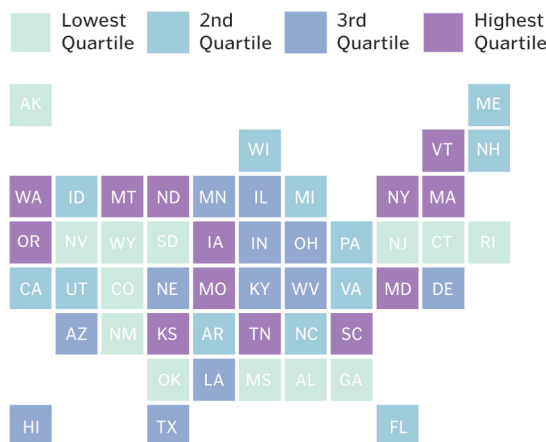 Lowest Quartile
2nd Quartile
3rd Quartile
Highest Quartile
AK ME
WI VT NH
WA ID MT ND MN IL MI NY MA
OR NV WY SD IA IN OH PA NJ CT RI
CA UT CO NE MO KY WV VA MD DE
AZ NM KS AR TN NC SC
OK LA MS AL GA
HI TX FL